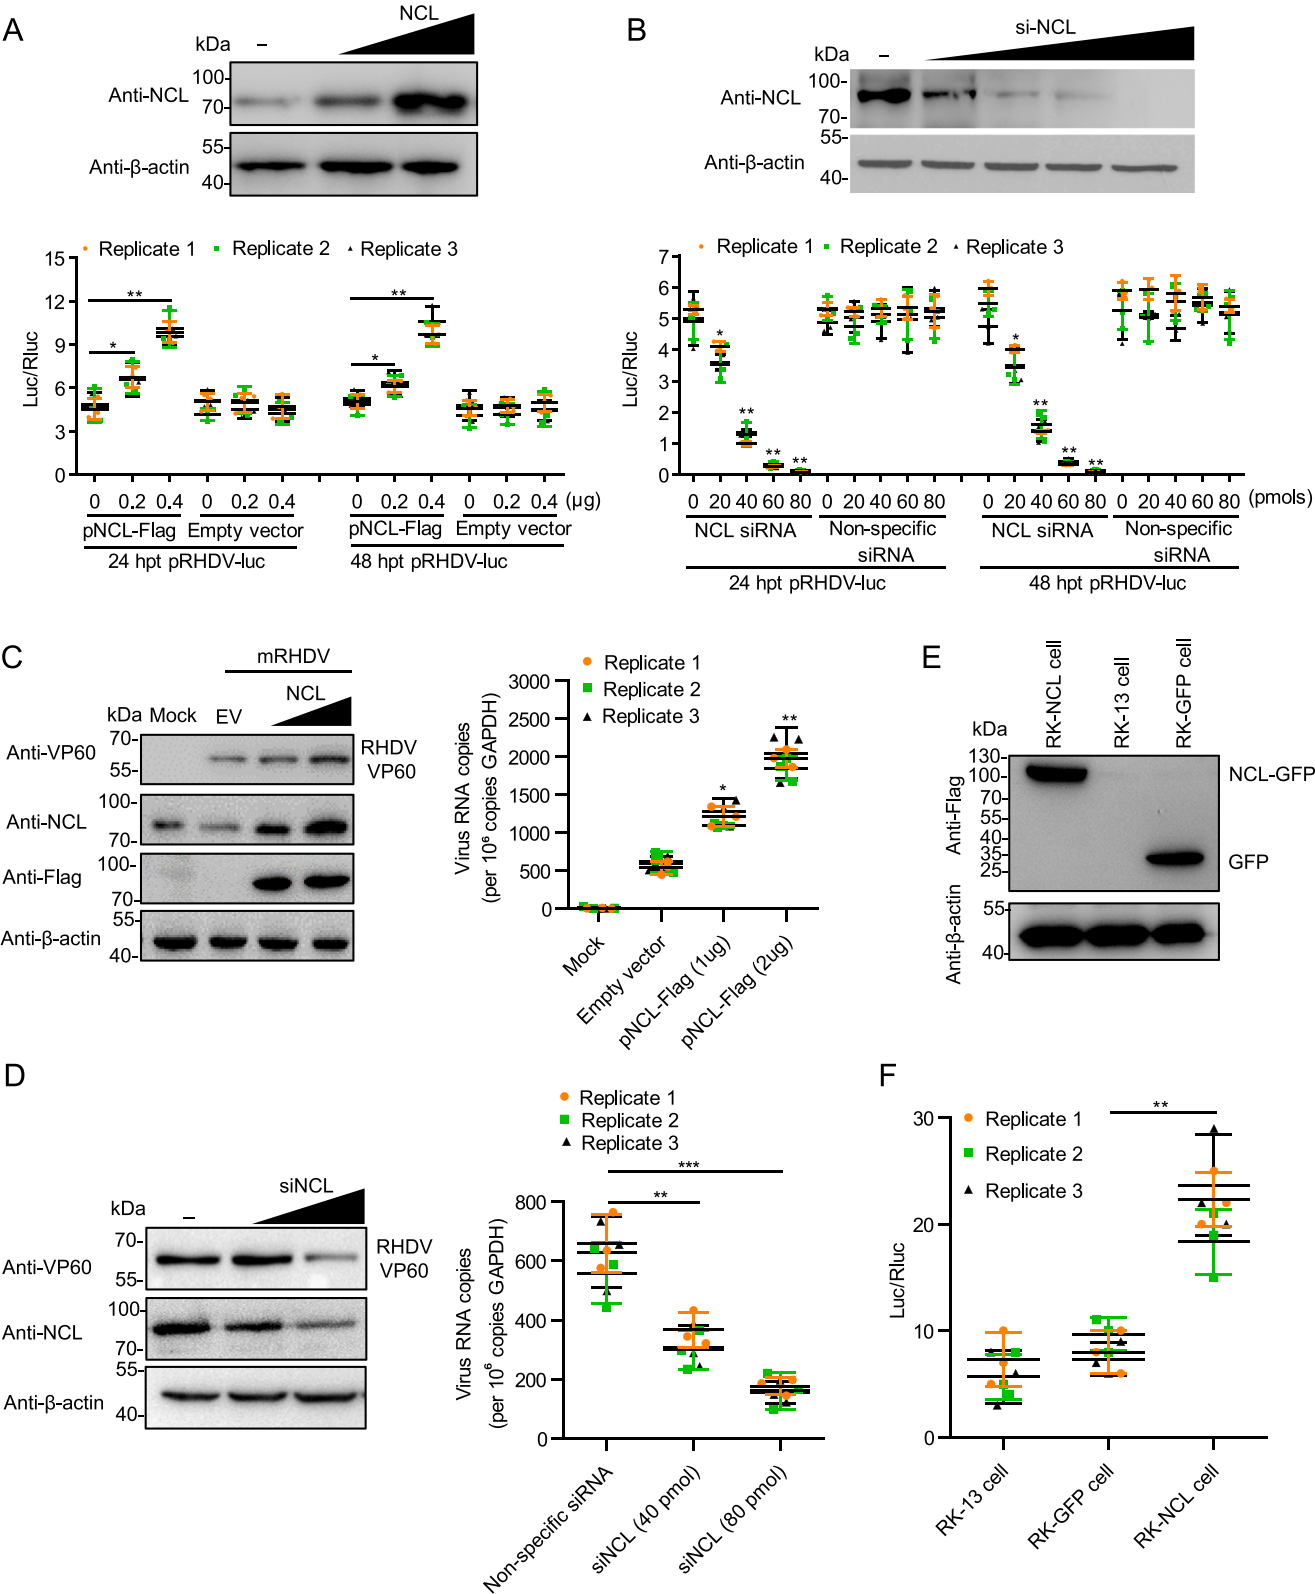 A
NCL
kDa
–
100-
Anti-NCL
70-
55-
Anti-β-actin
40-
Replicate 1 Replicate 2 Replicate 3
15
12
9
6
3
0
Luc/Rluc
** * ** *
0 0.2 0.4 0 0.2 0.4 0 0.2 0.4 0 0.2 0.4 (μg)
pNCL-Flag Empty vector pNCL-Flag Empty vector
24 hpt pRHDV-luc 48 hpt pRHDV-luc
B
si-NCL
kDa
–
100-
Anti-NCL
70-
55-
Anti-β-actin
40-
Replicate 1 Replicate 2 Replicate 3
7
6
5
4
3
2
1
0
Luc/Rluc
* ** ** ** * ** ** **
0 20 40 60 80 0 20 40 60 80 0 20 40 60 80 0 20 40 60 80 (pmols)
NCL siRNA Non-specific siRNA NCL siRNA Non-specific siRNA
24 hpt pRHDV-luc 48 hpt pRHDV-luc
C
mRHDV
NCL
kDa Mock EV
70-
Anti-VP60
55-
RHDV
VP60
100-
Anti-NCL
70-
100-
Anti-Flag
70-
55-
Anti-β-actin
40-
Replicate 1
Replicate 2
Replicate 3
3000
2500
2000
1500
1000
500
0
Virus RNA copies
(per 10⁶ copies GAPDH)
* **
Mock
Empty vector
pNCL-Flag (1ug)
pNCL-Flag (2ug)
E
RK-NCL cell
RK-13 cell
RK-GFP cell
kDa
130-
100-
70-
55-
40-
35-
25-
Anti-Flag
NCL-GFP
GFP
55-
40-
Anti-β-actin
D
siNCL
kDa
–
70-
Anti-VP60
55-
RHDV
VP60
100-
Anti-NCL
70-
55-
Anti-β-actin
40-
Replicate 1
Replicate 2
Replicate 3
***
**
800
600
400
200
0
Virus RNA copies
(per 10⁶ copies GAPDH)
Non-specific siRNA
siNCL (40 pmol)
siNCL (80 pmol)
F
Replicate 1
Replicate 2
Replicate 3
**
30
20
10
0
Luc/Rluc
RK-13 cell
RK-GFP cell
RK-NCL cell